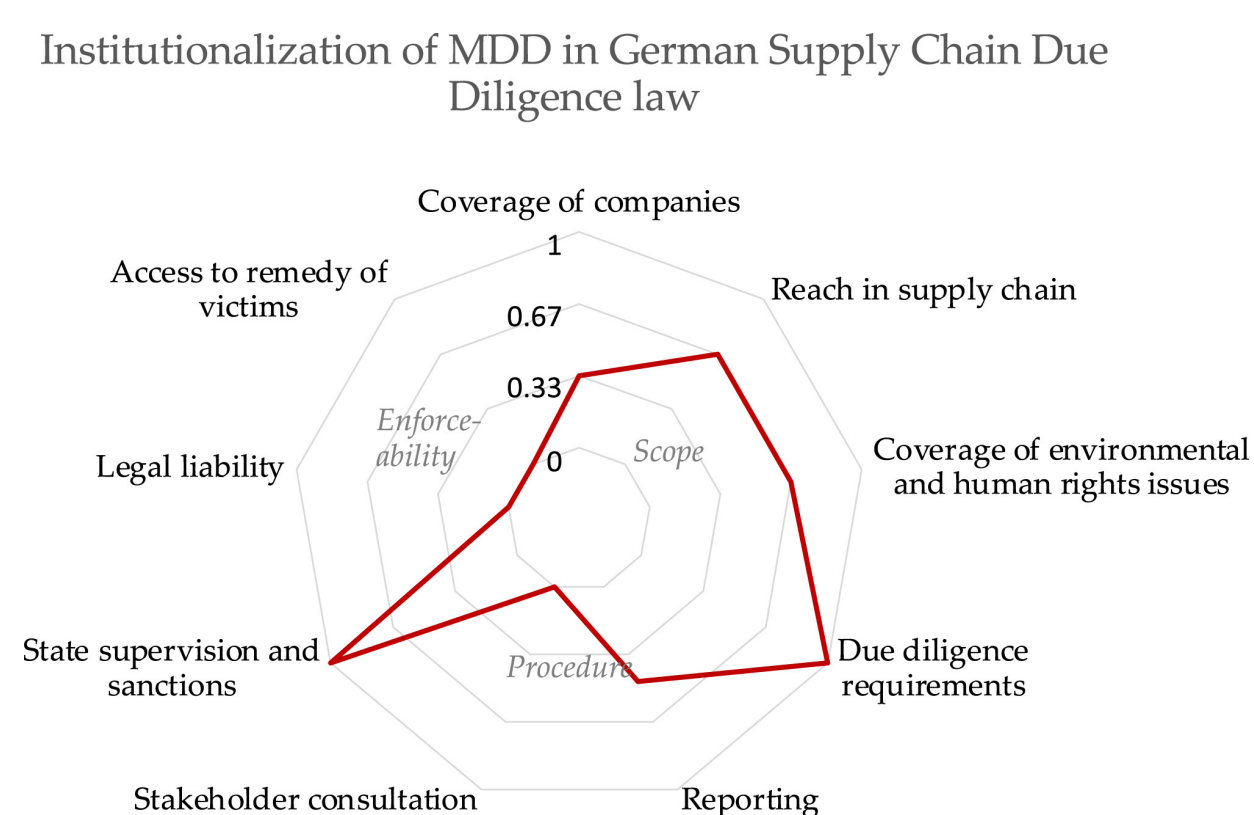 Institutionalization of MDD in German Supply Chain Due
Diligence law
Coverage of companies
1
Access to remedy of
victims
Reach in supply chain
0.67
0.33
Enforce-
ability
Scope
Coverage of environmental
and human rights issues
Legal liability
0
State supervision and
sanctions
Procedure
Due diligence
requirements
Stakeholder consultation
Reporting